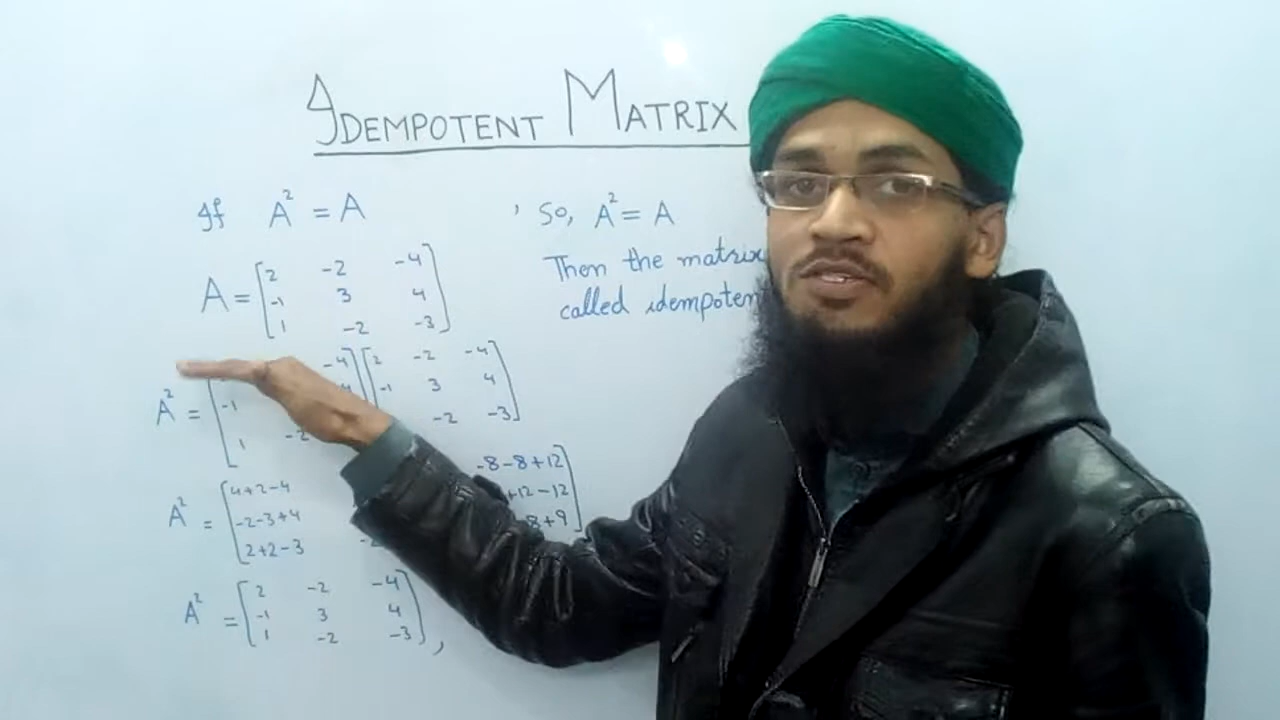 IDEMPOTENT MATRIX
If A² = A
A = [2 -2 -4
-1 3 4
1 -2 -3]
A² = [ -4] [2 -2 -4
-1 -1 3 4
1 -2 -2 -3]
A² = [4+2-4 -8-8+12
-2-3+4 +12-12
2+2-3 8+9]
A² = [2 -2 -4
-1 3 4
1 -2 -3],
, So, A² = A
Then the matrix
called idempotent